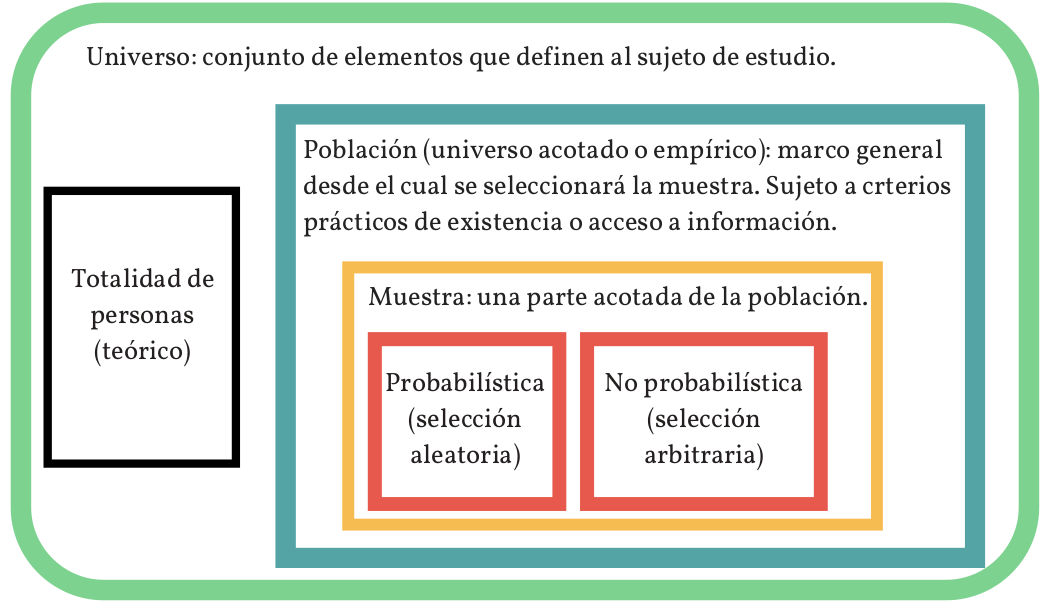 Universo: conjunto de elementos que definen al sujeto de estudio.
Población (universo acotado o empírico): marco general
desde el cual se seleccionará la muestra. Sujeto a crterios
prácticos de existencia o acceso a información.
Totalidad de
personas
(teórico)
Muestra: una parte acotada de la población.
Probabilística
(selección
aleatoria)
No probabilística
(selección
arbitraria)